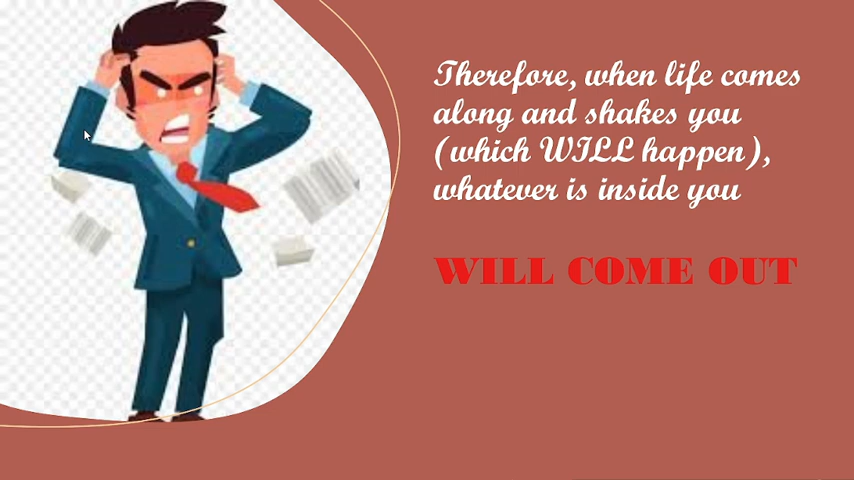 Therefore, when life comes
along and shakes you
(which WILL happen),
whatever is inside you
WILL COME OUT